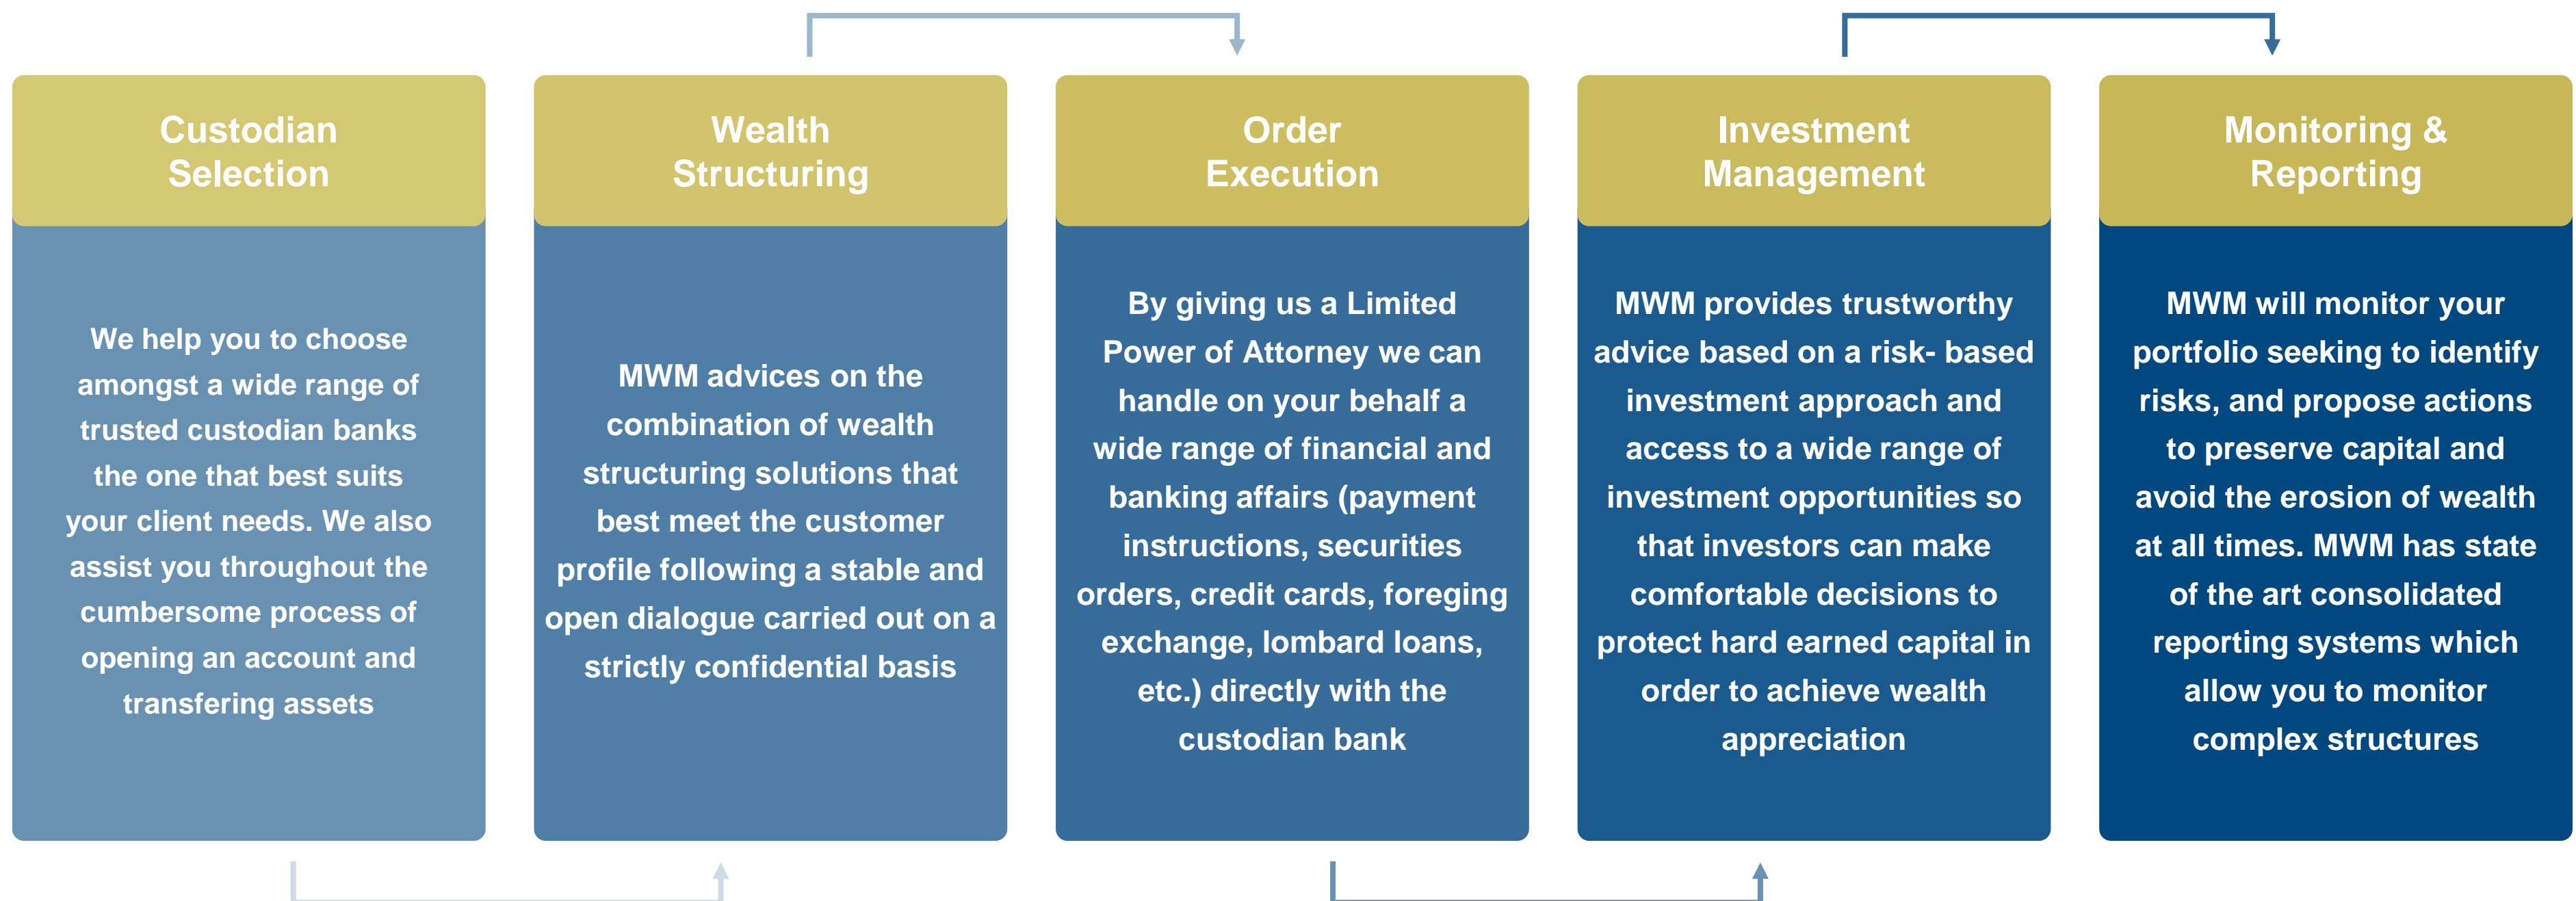 Custodian
Selection
We help you to choose
amongst a wide range of
trusted custodian banks
the one that best suits
your client needs. We also
assist you throughout the
cumbersome process of
opening an account and
transfering assets
Wealth
Structuring
MWM advices on the
combination of wealth
structuring solutions that
best meet the customer
profile following a stable and
open dialogue carried out on a
strictly confidential basis
Order
Execution
By giving us a Limited
Power of Attorney we can
handle on your behalf a
wide range of financial and
banking affairs (payment
instructions, securities
orders, credit cards, foreging
exchange, lombard loans,
etc.) directly with the
custodian bank
Investment
Management
MWM provides trustworthy
advice based on a risk- based
investment approach and
access to a wide range of
investment opportunities so
that investors can make
comfortable decisions to
protect hard earned capital in
order to achieve wealth
appreciation
Monitoring &
Reporting
MWM will monitor your
portfolio seeking to identify
risks, and propose actions
to preserve capital and
avoid the erosion of wealth
at all times. MWM has state
of the art consolidated
reporting systems which
allow you to monitor
complex structures